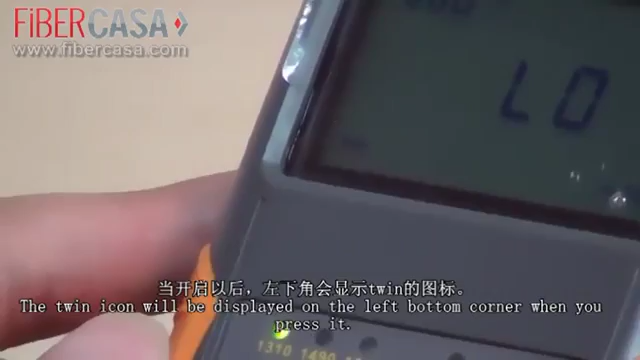 FiBERCASA
www.fibercasa.com
LO
当开启以后，左下角会显示twin的图标。
The twin icon will be displayed on the left bottom corner when you
press it.
1310 1490